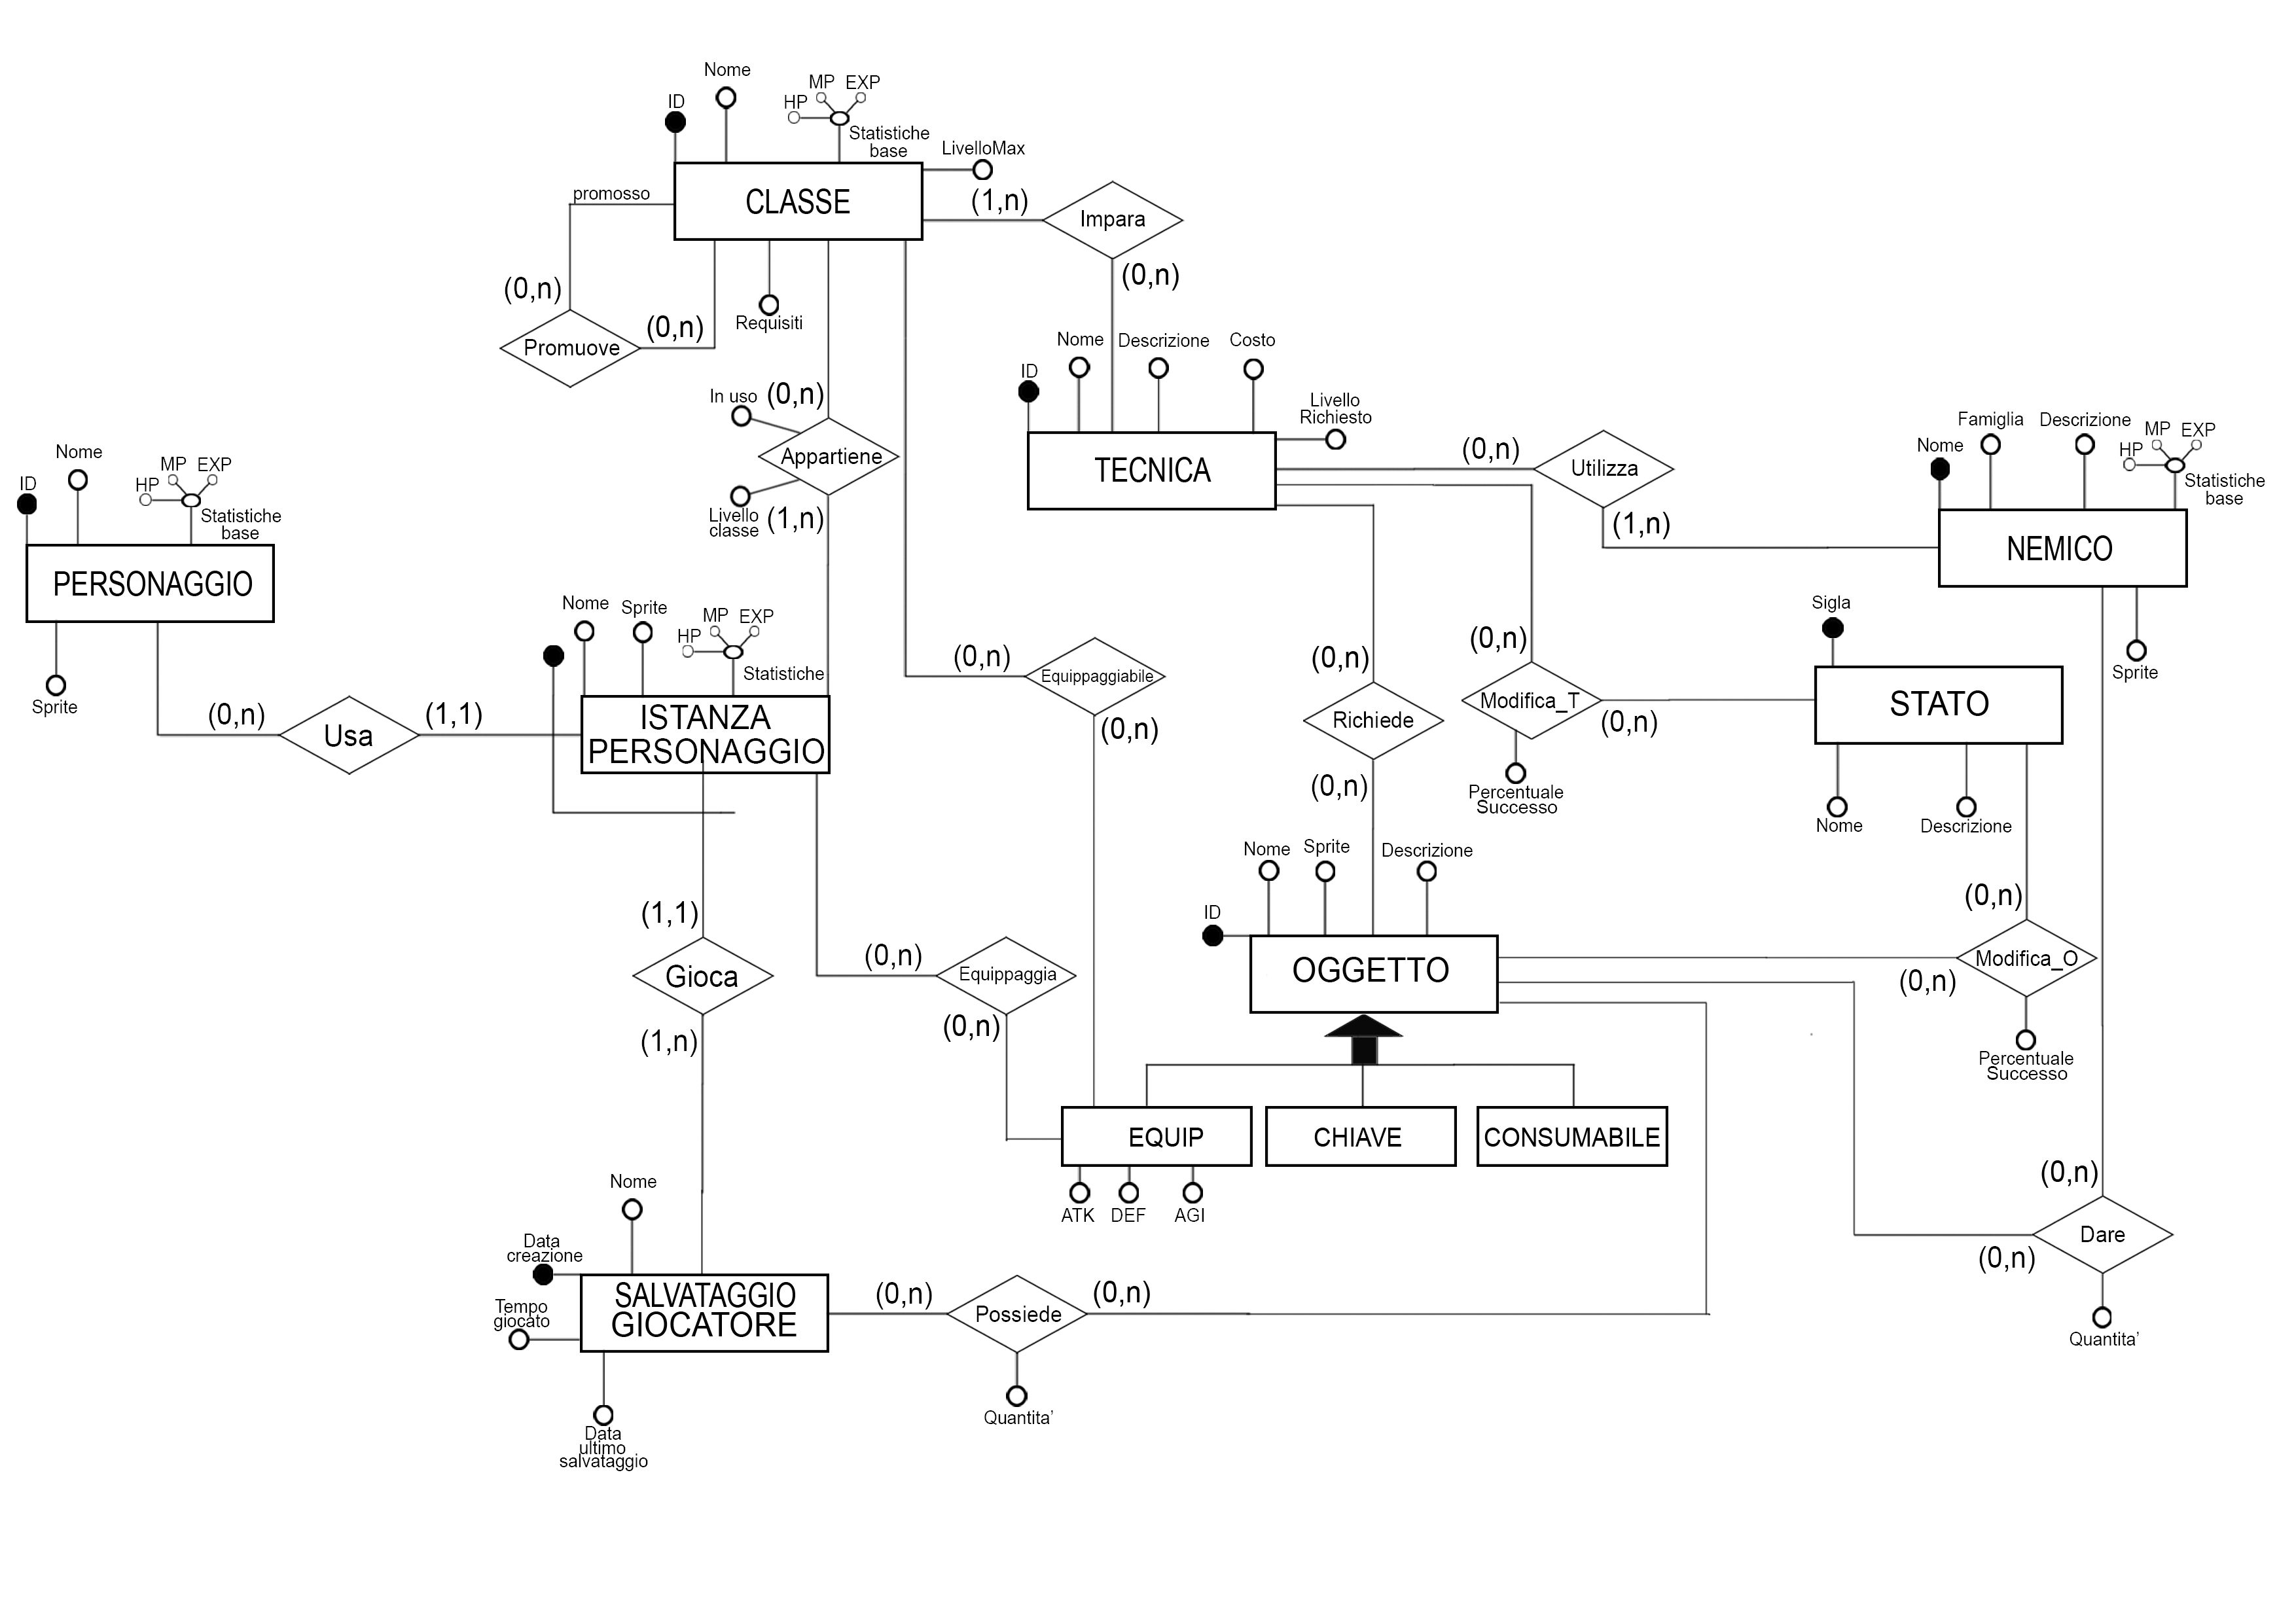 Nome
MP EXP
HP
ID
Statistiche
base
LivelloMax
promosso
CLASSE
(1,n)
Impara
(0,n)
(0,n)
(0,n)
Requisiti
Promuove
Nome
Descrizione
Costo
ID
Livello
Richiesto
In uso
(0,n)
Appartiene
Livello
classe
(1,n)
TECNICA
(0,n)
Utilizza
(1,n)
Famiglia
Descrizione
MP EXP
HP
Nome
Statistiche
base
NEMICO
Sprite
Nome
MP EXP
HP
ID
Statistiche
base
PERSONAGGIO
Sprite
(0,n)
Usa
(1,1)
Nome
Sprite
MP EXP
HP
Statistiche
ISTANZA
PERSONAGGIO
(0,n)
Equippaggiabile
(0,n)
(0,n)
Richiede
(0,n)
(0,n)
Modifica_T
(0,n)
Percentuale
Successo
Sigla
STATO
Nome
Descrizione
(0,n)
Modifica_O
(0,n)
Percentuale
Successo
Nome
Sprite
Descrizione
ID
OGGETTO
(1,1)
Gioca
(1,n)
(0,n)
Equippaggia
(0,n)
EQUIP
CHIAVE
CONSUMABILE
ATK
DEF
AGI
(0,n)
Dare
(0,n)
Quantita’
Nome
Data
creazione
Tempo
giocato
SALVATAGGIO
GIOCATORE
Data
ultimo
salvataggio
(0,n)
Possiede
(0,n)
Quantita’